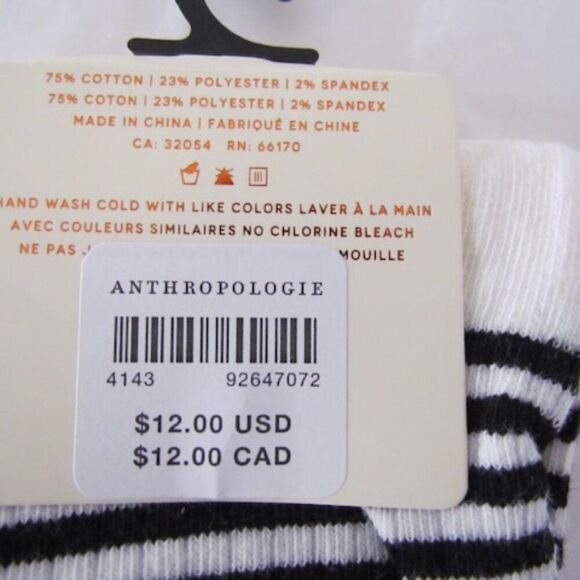 75% COTTON | 23% POLYESTER | 2% SPANDEX
75% COTON | 23% POLYESTER | 2% SPANDEX
MADE IN CHINA | FABRIQUÉ EN CHINE
CA: 32054 RN: 66170
HAND WASH COLD WITH LIKE COLORS LAVER À LA MAIN
AVEC COULEURS SIMILAIRES NO CHLORINE BLEACH
NE PAS MOUILLE
ANTHROPOLOGIE
4143 92647072
$12.00 USD
$12.00 CAD